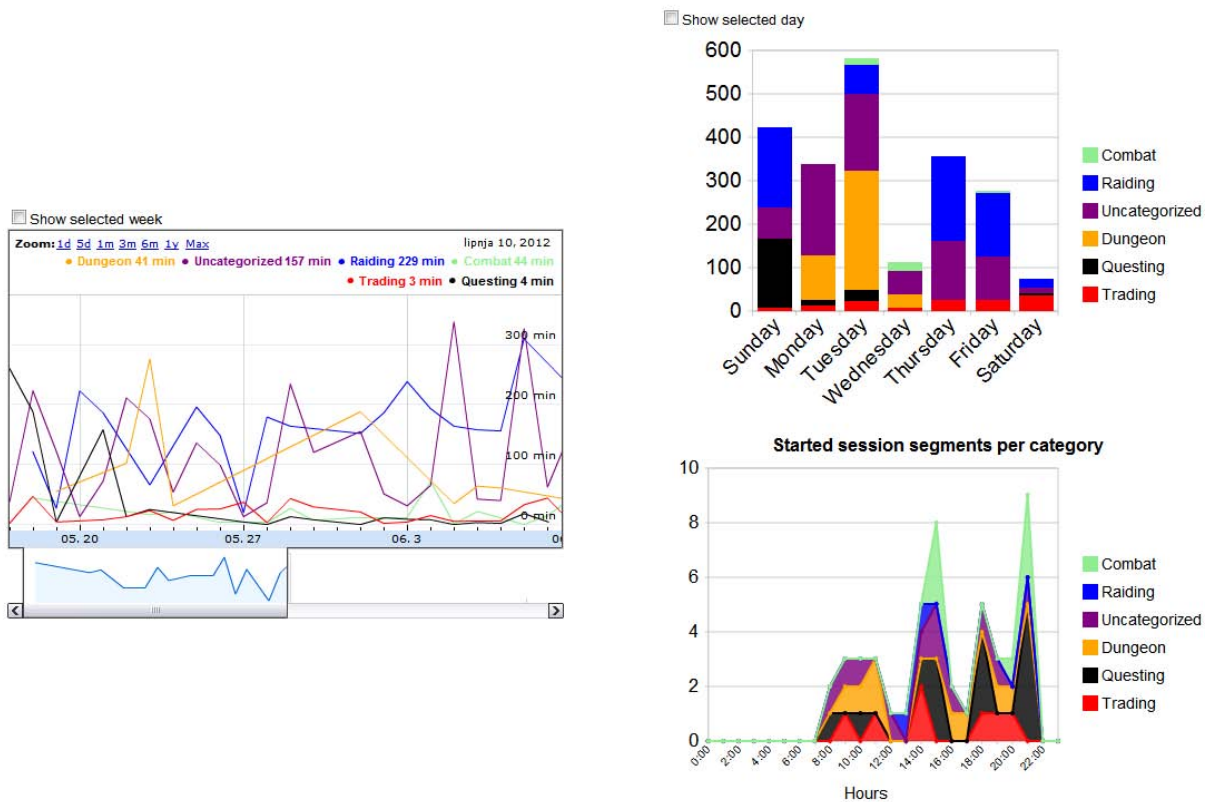 Show selected week
Zoom: 1d 5d 1m 3m 6m 1y Max
lipnja 10, 2012
Dungeon 41 min Uncategorized 157 min Raiding 229 min Combat 44 min
Trading 3 min Questing 4 min
300 min
200 min
100 min
0 min
05. 20 05. 27 06. 3
Show selected day
600
500
400
300
200
100
0
Sunday
Monday
Tuesday
Wednesday
Thursday
Friday
Saturday
Combat
Raiding
Uncategorized
Dungeon
Questing
Trading
Started session segments per category
10
8
6
4
2
0
0:00
2:00
4:00
6:00
8:00
10:00
12:00
14:00
16:00
18:00
20:00
22:00
Hours
Combat
Raiding
Uncategorized
Dungeon
Questing
Trading